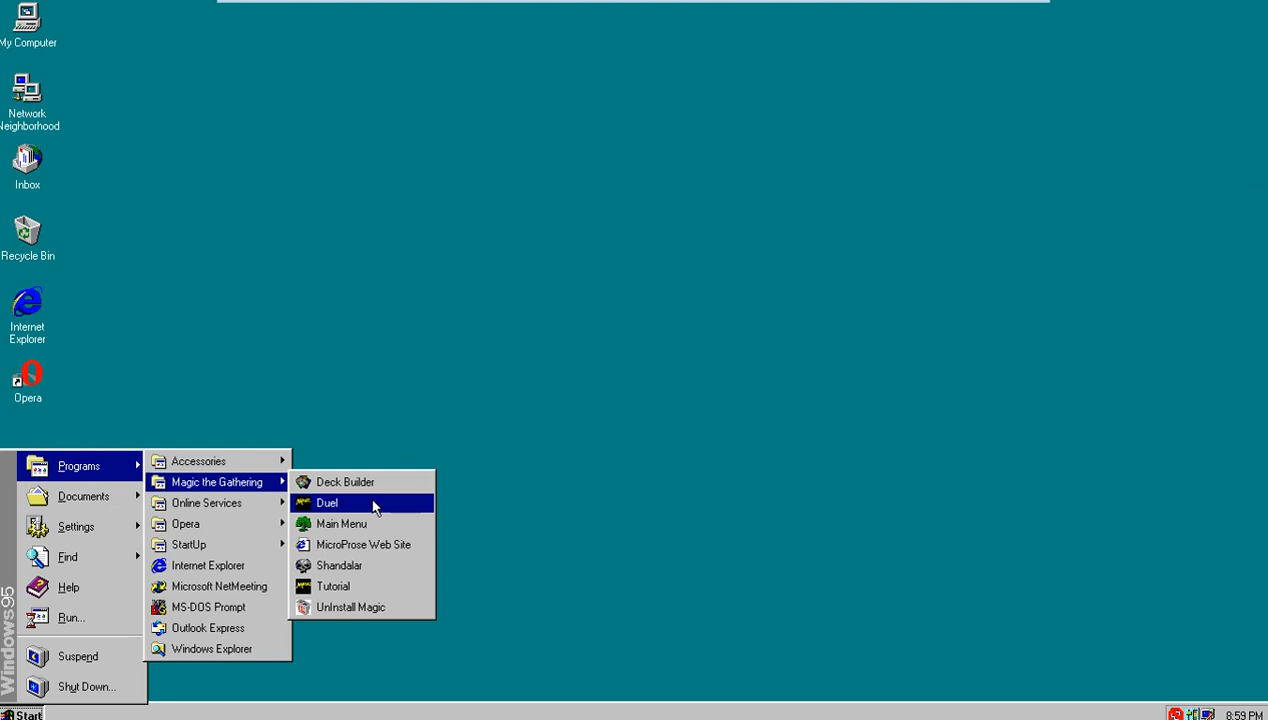 My Computer
Network
Neighborhood
Inbox
Recycle Bin
Internet
Explorer
Opera
Windows95
Programs
Documents
Settings
Find
Help
Run...
Suspend
Shut Down...
Accessories
Magic the Gathering
Online Services
Opera
StartUp
Internet Explorer
Microsoft NetMeeting
MS-DOS Prompt
Outlook Express
Windows Explorer
Deck Builder
Duel
Main Menu
MicroProse Web Site
Shandalar
Tutorial
UnInstall Magic
Start
8:59 PM